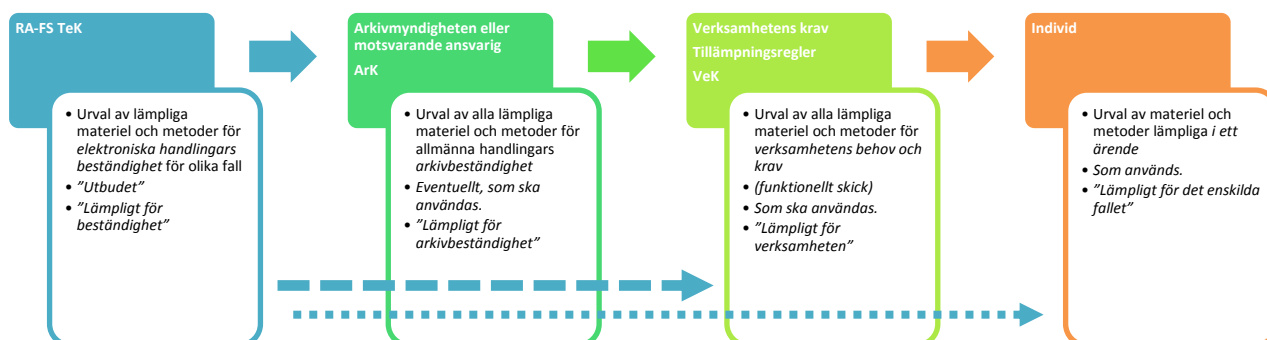 RA-FS TeK
• Urval av lämpliga
materiel och metoder för
elektroniska handlingars
beständighet för olika fall
• ”Utbudet”
• ”Lämpligt för
beständighet”
Arkivmyndigheten eller
motsvarande ansvarig
ArK
• Urval av alla lämpliga
materiel och metoder för
allmänna handlingars
arkivbeständighet
• Eventuellt, som ska
användas.
• ”Lämpligt för
arkivbeständighet”
Verksamhetens krav
Tillämpningsregler
VeK
• Urval av alla lämpliga
materiel och metoder för
verksamhetens behov och
krav
• (funktionellt skick)
• Som ska användas.
• ”Lämpligt för
verksamheten”
Individ
• Urval av materiel och
metoder lämpliga i ett
ärende
• Som används.
• ”Lämpligt för det enskilda
fallet”